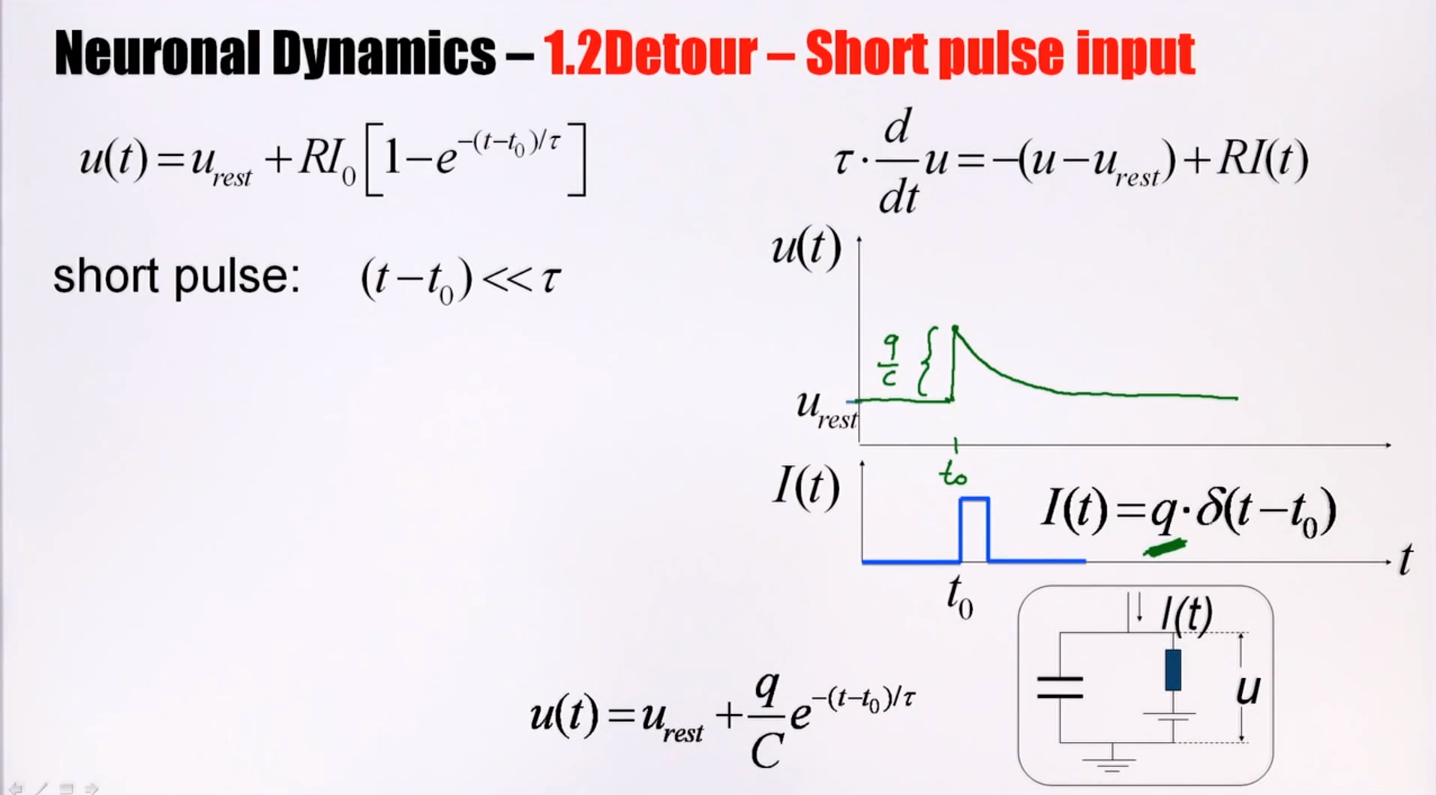 Neuronal Dynamics – 1.2Detour – Short pulse input
u(t) = u_rest + RI_0 [1 − e^{−(t−t_0)/τ}]
τ · d/dt u = −(u − u_rest) + RI(t)
short pulse: (t − t_0) << τ
u(t)
q/c
u_rest
t_0
I(t)
I(t) = q · δ(t − t_0)
t
t_0
I(t)
u
u(t) = u_rest + q/C e^{−(t−t_0)/τ}